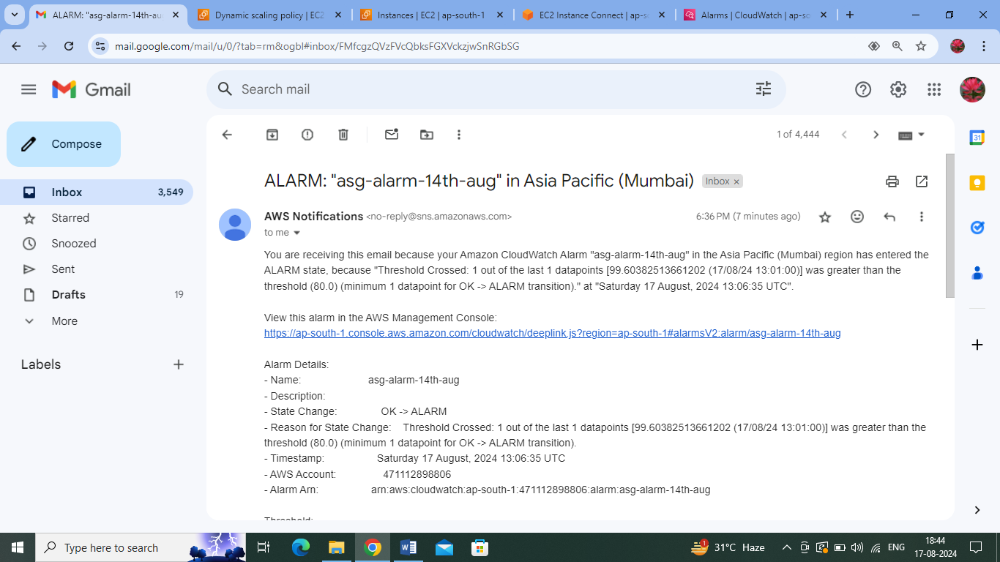 ALARM: "asg-alarm-14th-au
Dynamic scaling policy | EC2
Instances | EC2 | ap-south-1
EC2 Instance Connect | ap-s
Alarms | CloudWatch | ap-so
mail.google.com/mail/u/0/?tab=rm&ogbl#inbox/FMfcgzQVzFVcQbksFGXVckzjwSnRGbSG
Gmail
Search mail
Compose
1 of 4,444
Inbox 3,549
Starred
Snoozed
Sent
Drafts 19
More
Labels
31
ALARM: "asg-alarm-14th-aug" in Asia Pacific (Mumbai) Inbox
AWS Notifications <no-reply@sns.amazonaws.com> 6:36 PM (7 minutes ago)
to me
You are receiving this email because your Amazon CloudWatch Alarm "asg-alarm-14th-aug" in the Asia Pacific (Mumbai) region has entered the
ALARM state, because "Threshold Crossed: 1 out of the last 1 datapoints [99.60382513661202 (17/08/24 13:01:00)] was greater than the
threshold (80.0) (minimum 1 datapoint for OK -> ALARM transition)." at "Saturday 17 August, 2024 13:06:35 UTC".
View this alarm in the AWS Management Console:
https://ap-south-1.console.aws.amazon.com/cloudwatch/deeplink.js?region=ap-south-1#alarmsV2:alarm/asg-alarm-14th-aug
Alarm Details:
- Name: asg-alarm-14th-aug
- Description:
- State Change: OK -> ALARM
- Reason for State Change: Threshold Crossed: 1 out of the last 1 datapoints [99.60382513661202 (17/08/24 13:01:00)] was greater than the
threshold (80.0) (minimum 1 datapoint for OK -> ALARM transition).
- Timestamp: Saturday 17 August, 2024 13:06:35 UTC
- AWS Account: 471112898806
- Alarm Arn: arn:aws:cloudwatch:ap-south-1:471112898806:alarm:asg-alarm-14th-aug
Threshold:
Type here to search
1
31°C Haze
ENG
18:44
17-08-2024